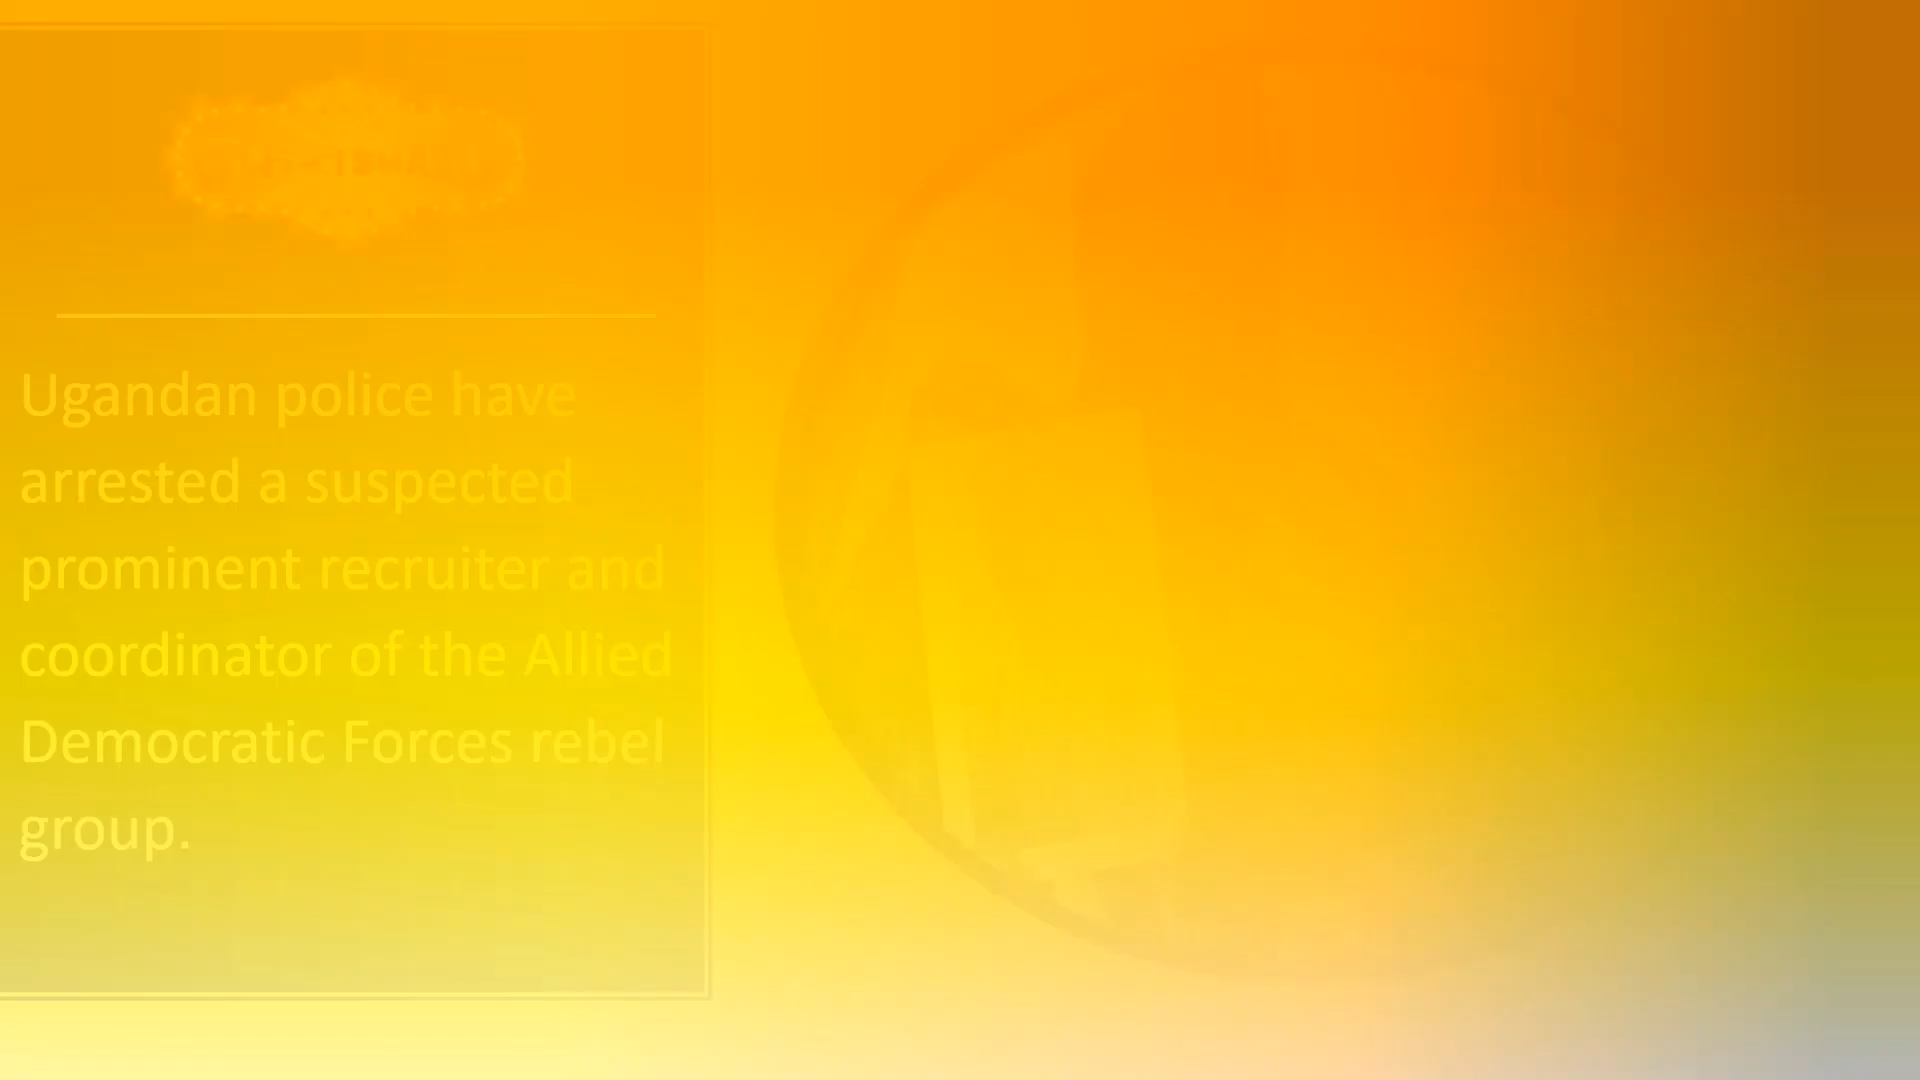 Ugandan police have
arrested a suspected
prominent recruiter and
coordinator of the Allied
Democratic Forces rebel
group.